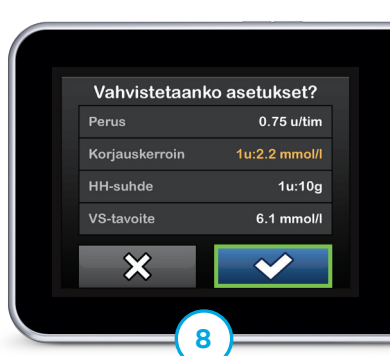 Vahvistetaanko asetukset?
Perus 0.75 u/tim
Korjauskerroin 1u:2.2 mmol/l
HH-suhde 1u:10g
VS-tavoite 6.1 mmol/l
8